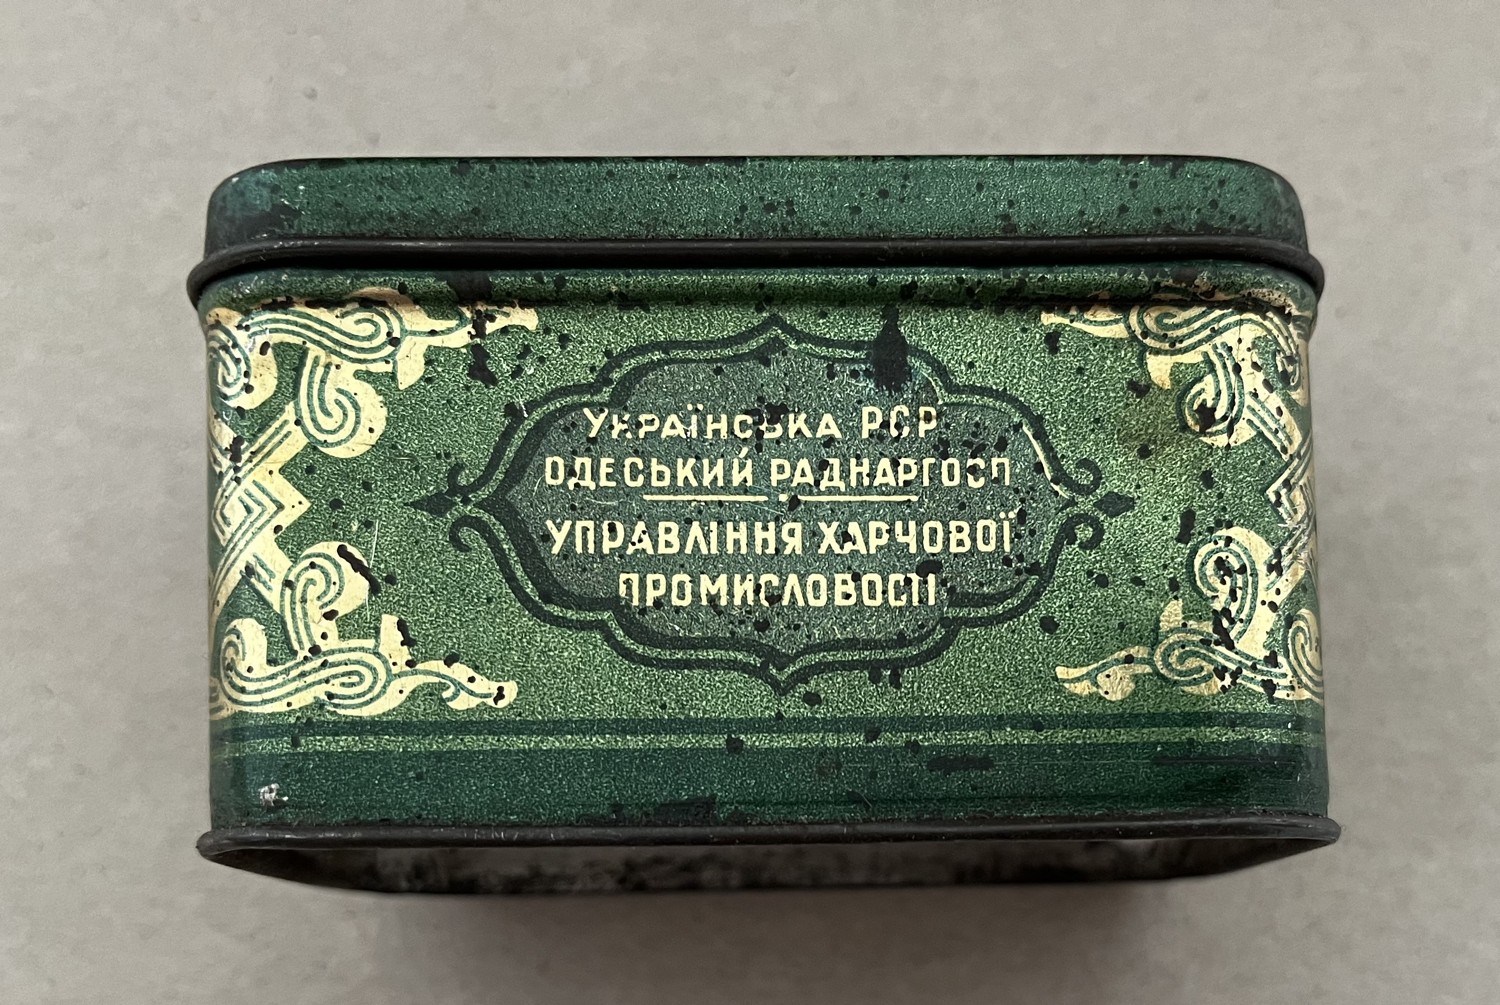 УКРАЇНСЬКА РСР
ОДЕСЬКИЙ РАДНАРГОСП
УПРАВЛІННЯ ХАРЧОВОЇ
ПРОМИСЛОВОСТІ